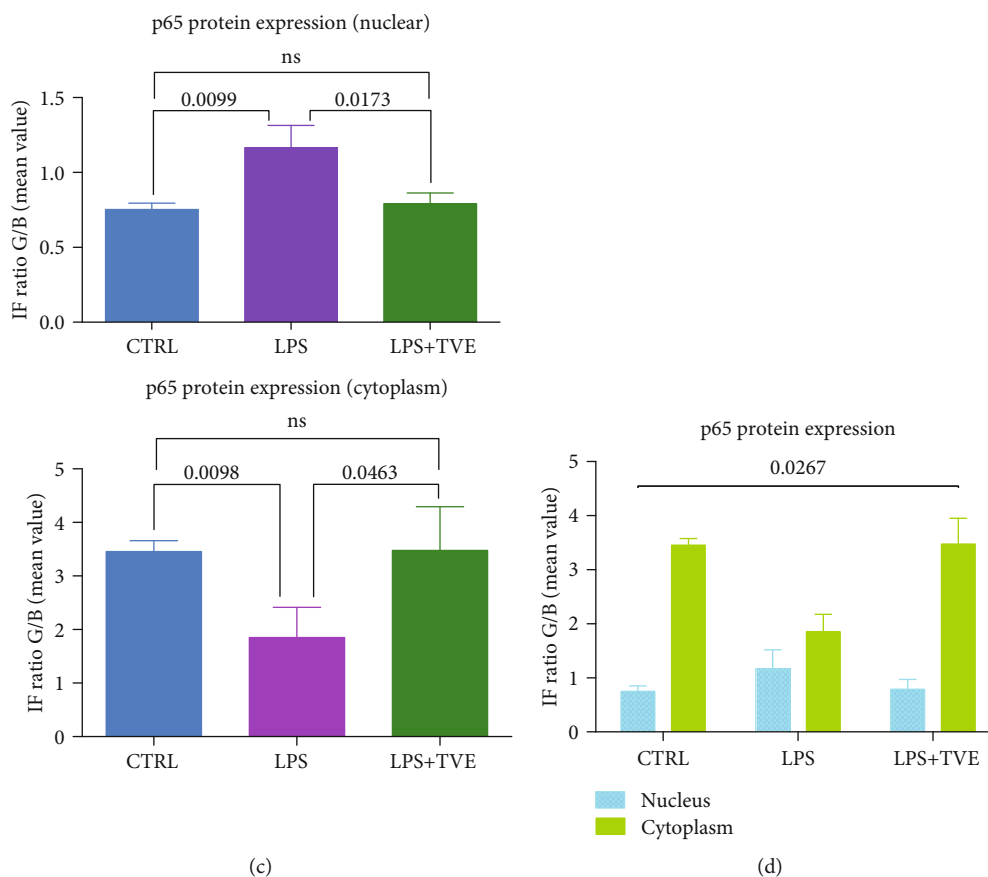 p65 protein expression (nuclear)
ns
0.0099
0.0173
IF ratio G/B (mean value)
1.5
1.0
0.5
0.0
CTRL LPS LPS+TVE
p65 protein expression (cytoplasm)
ns
0.0098
0.0463
IF ratio G/B (mean value)
5
4
3
2
1
0
CTRL LPS LPS+TVE
(c)
p65 protein expression
0.0267
IF ratio G/B (mean value)
5
4
3
2
1
0
CTRL LPS LPS+TVE
Nucleus
Cytoplasm
(d)